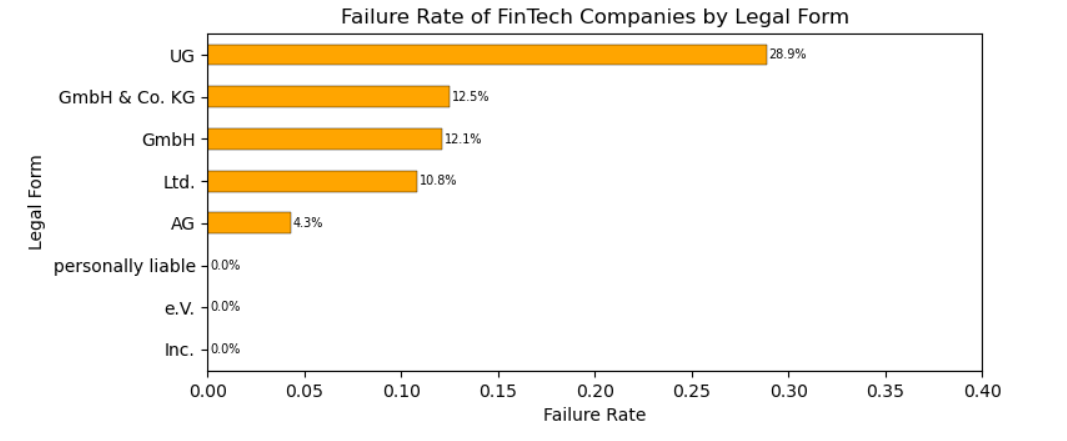 Failure Rate of FinTech Companies by Legal Form
UG
28.9%
GmbH & Co. KG
12.5%
GmbH
12.1%
Ltd.
10.8%
AG
4.3%
personally liable
0.0%
e.V.
0.0%
Inc.
0.0%
Legal Form
0.00 0.05 0.10 0.15 0.20 0.25 0.30 0.35 0.40
Failure Rate